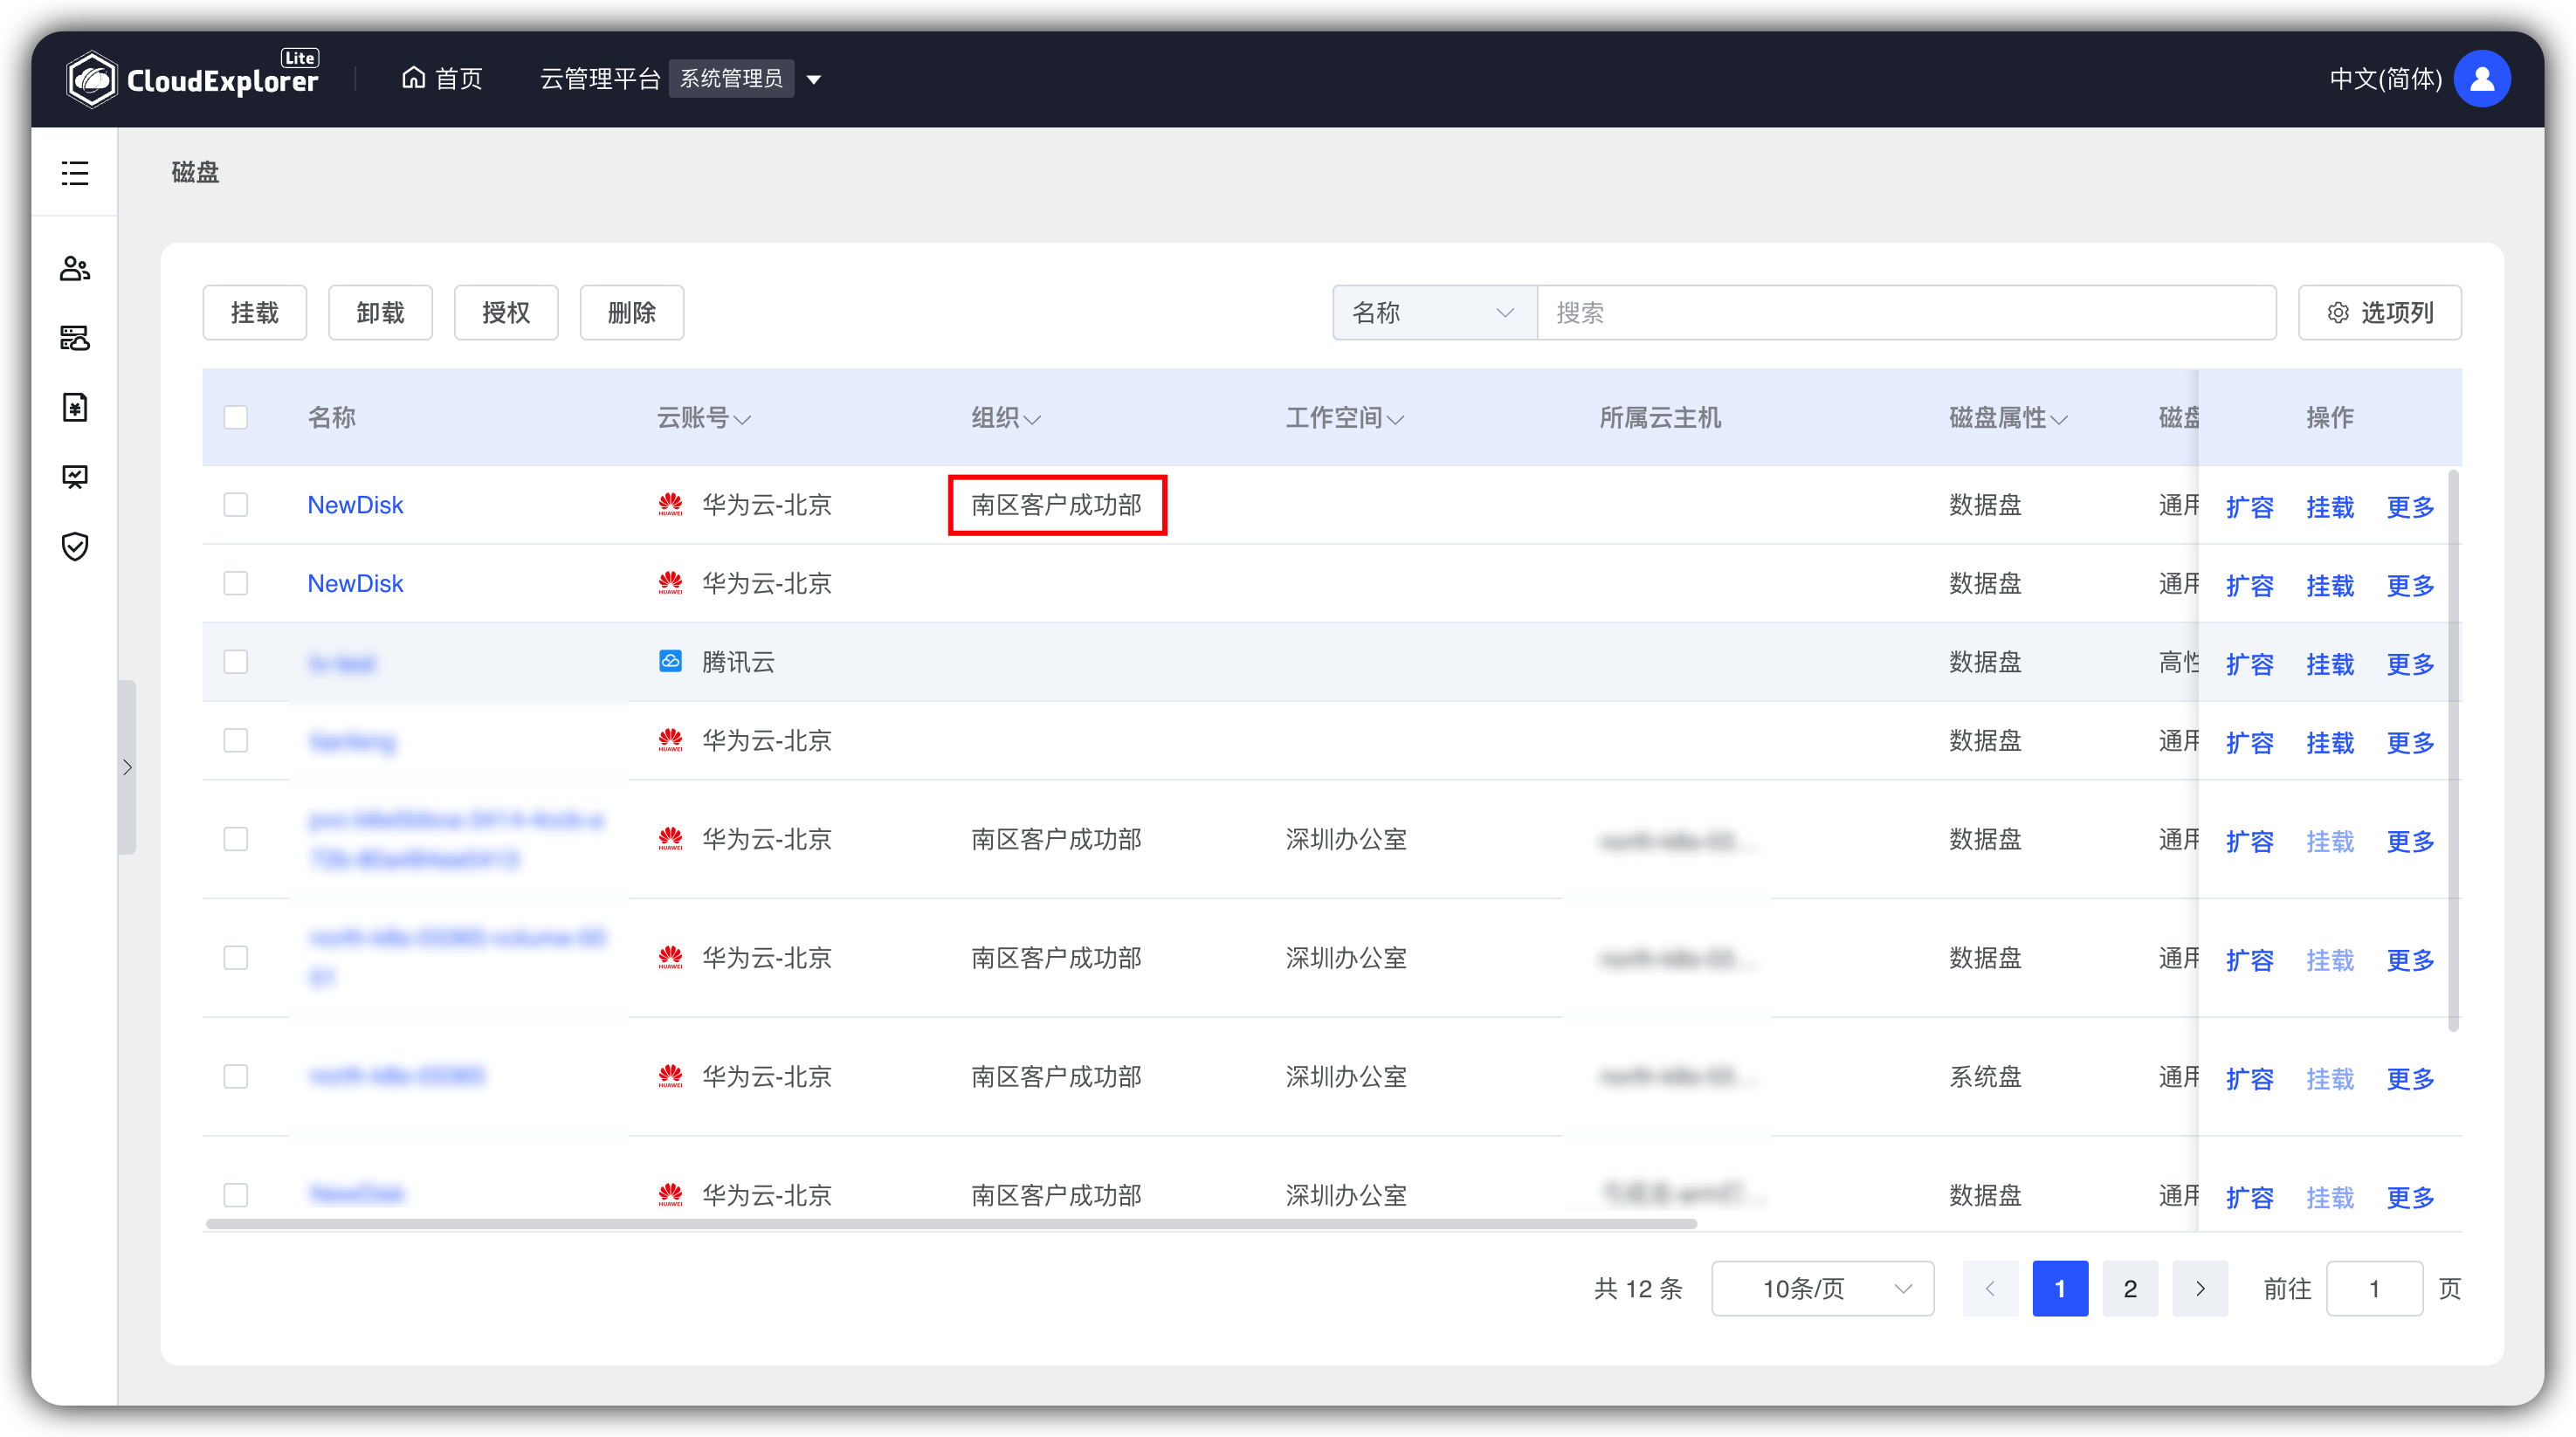 CloudExplorer Lite 首页 云管理平台 系统管理员 中文(简体)
磁盘
挂载 卸载 授权 删除 名称 搜索 选项列
名称 云账号 组织 工作空间 所属云主机 磁盘属性 磁盘 操作
NewDisk HUAWEI 华为云-北京 南区客户成功部 数据盘 通用 扩容 挂载 更多
NewDisk HUAWEI 华为云-北京 数据盘 通用 扩容 挂载 更多
腾讯云 数据盘 高性 扩容 挂载 更多
HUAWEI 华为云-北京 数据盘 通用 扩容 挂载 更多
HUAWEI 华为云-北京 南区客户成功部 深圳办公室 数据盘 通用 扩容 挂载 更多
HUAWEI 华为云-北京 南区客户成功部 深圳办公室 数据盘 通用 扩容 挂载 更多
HUAWEI 华为云-北京 南区客户成功部 深圳办公室 系统盘 通用 扩容 挂载 更多
HUAWEI 华为云-北京 南区客户成功部 深圳办公室 数据盘 通用 扩容 挂载 更多
共 12 条 10条/页 1 2 前往 1 页